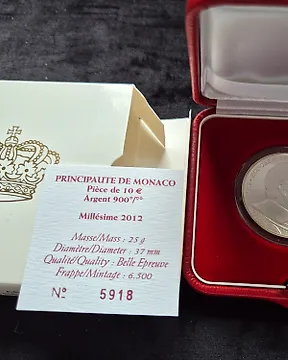 PRINCIPAUTE DE MONACO
Pièce de 10 €
Argent 900°/°°
Millésime 2012
Masse/Mass : 25 g
Diamètre/Diameter : 37 mm
Qualité/Quality : Belle Epreuve
Frappe/Mintage : 6.500
N° 5918